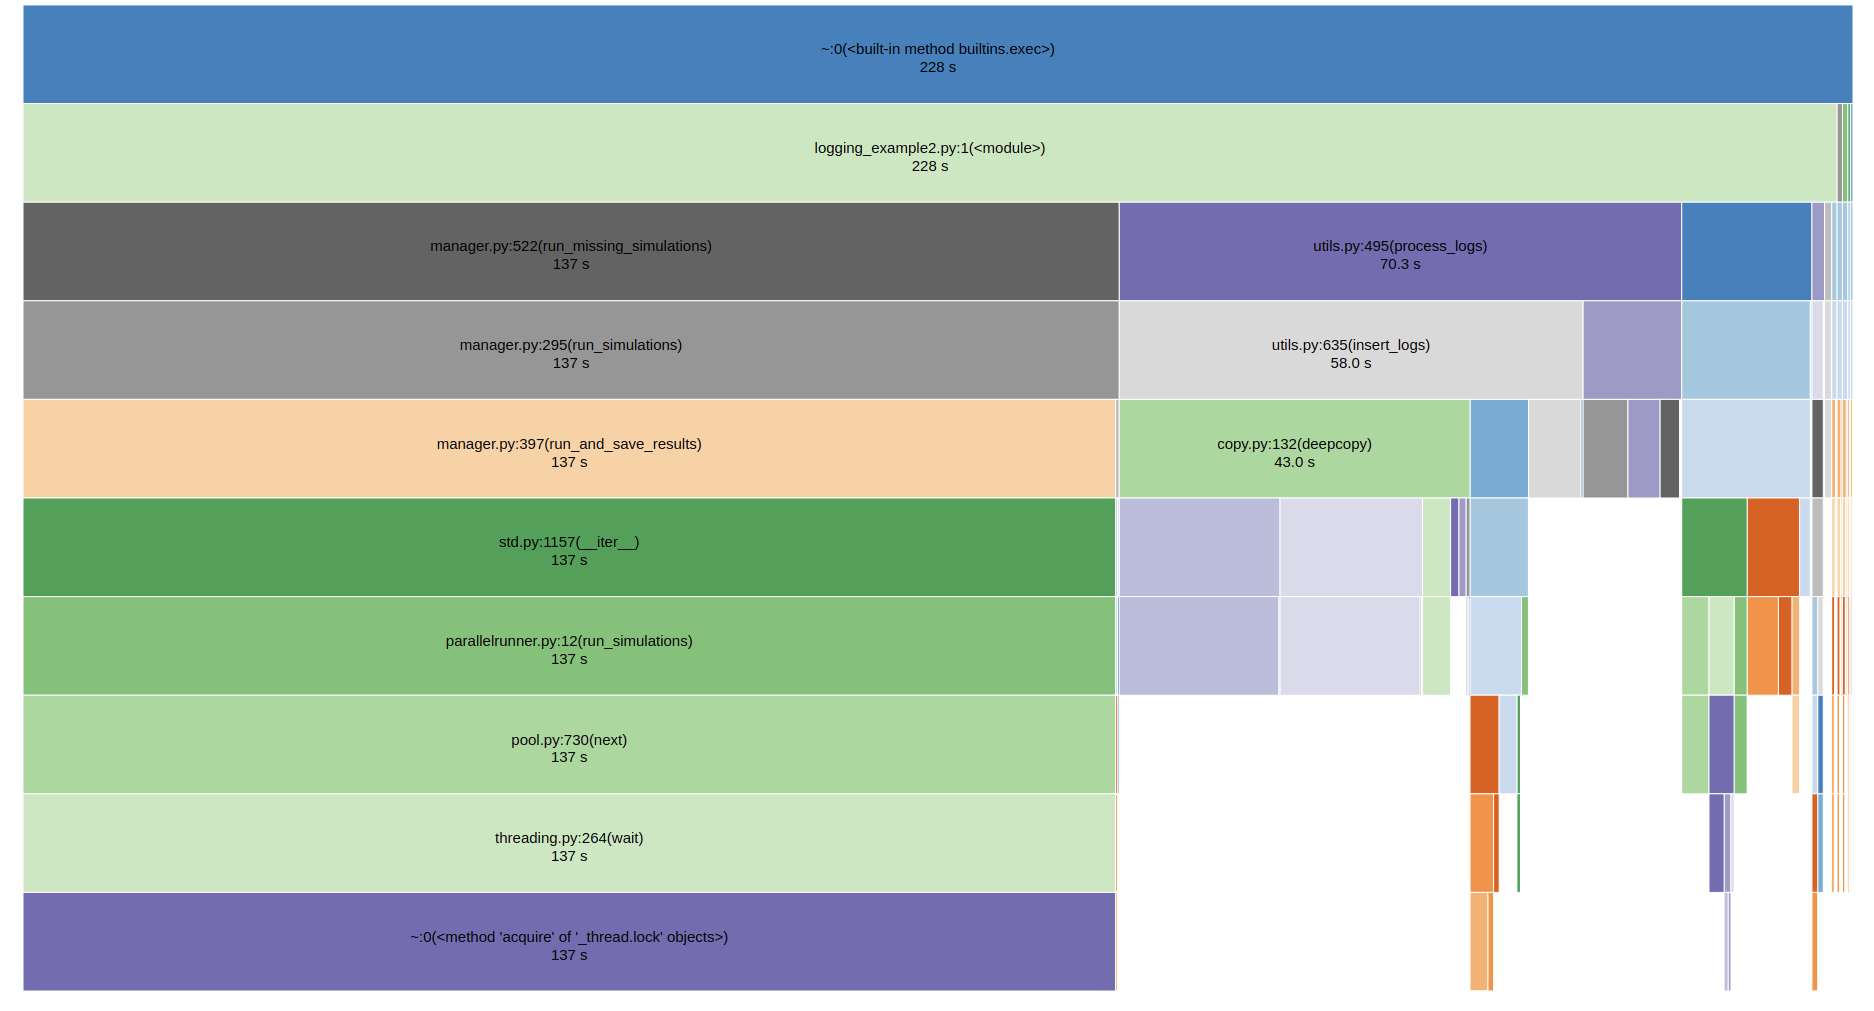 ~:0(<built-in method builtins.exec>)
228 s
logging_example2.py:1(<module>)
228 s
manager.py:522(run_missing_simulations)
137 s
utils.py:495(process_logs)
70.3 s
manager.py:295(run_simulations)
137 s
utils.py:635(insert_logs)
58.0 s
manager.py:397(run_and_save_results)
137 s
copy.py:132(deepcopy)
43.0 s
std.py:1157(__iter__)
137 s
parallelrunner.py:12(run_simulations)
137 s
pool.py:730(next)
137 s
threading.py:264(wait)
137 s
~:0(<method 'acquire' of '_thread.lock' objects>)
137 s